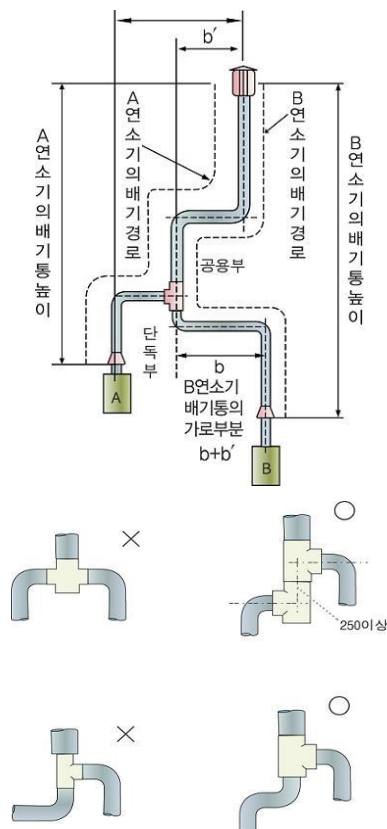 b′
A연소기의배기통높이
A연소기의배기경로
B연소기의배기경로
B연소기의배기통높이
공용부
단독부
b
B연소기
배기통의
가로부분
b+b′
A
B
×
○
250이상
×
○